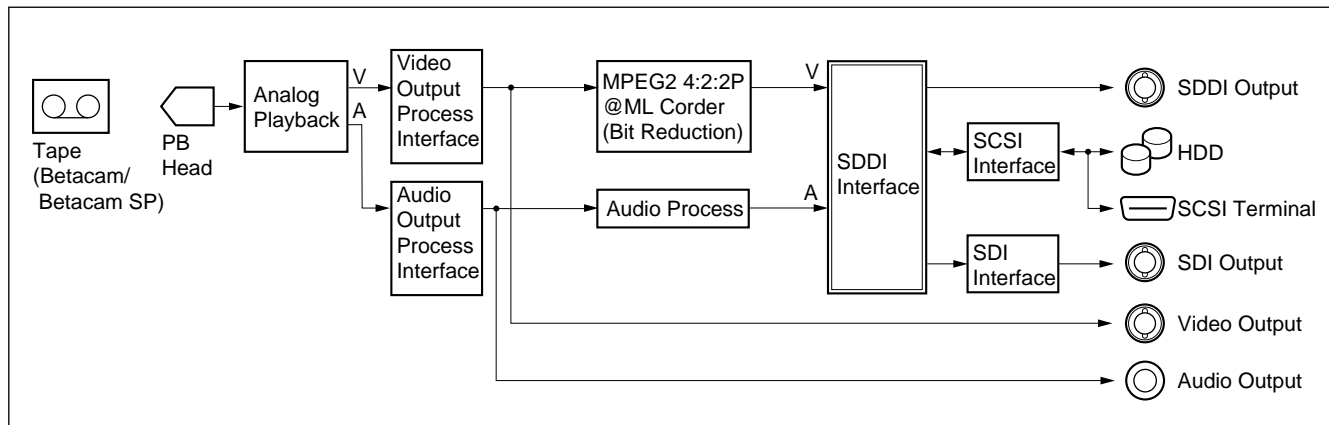 Tape
(Betacam/
Betacam SP)
PB
Head
Analog
Playback
V
A
Video
Output
Process
Interface
Audio
Output
Process
Interface
MPEG2 4:2:2P
@ML Corder
(Bit Reduction)
Audio Process
V
A
SDDI
Interface
SCSI
Interface
SDI
Interface
SDDI Output
HDD
SCSI Terminal
SDI Output
Video Output
Audio Output